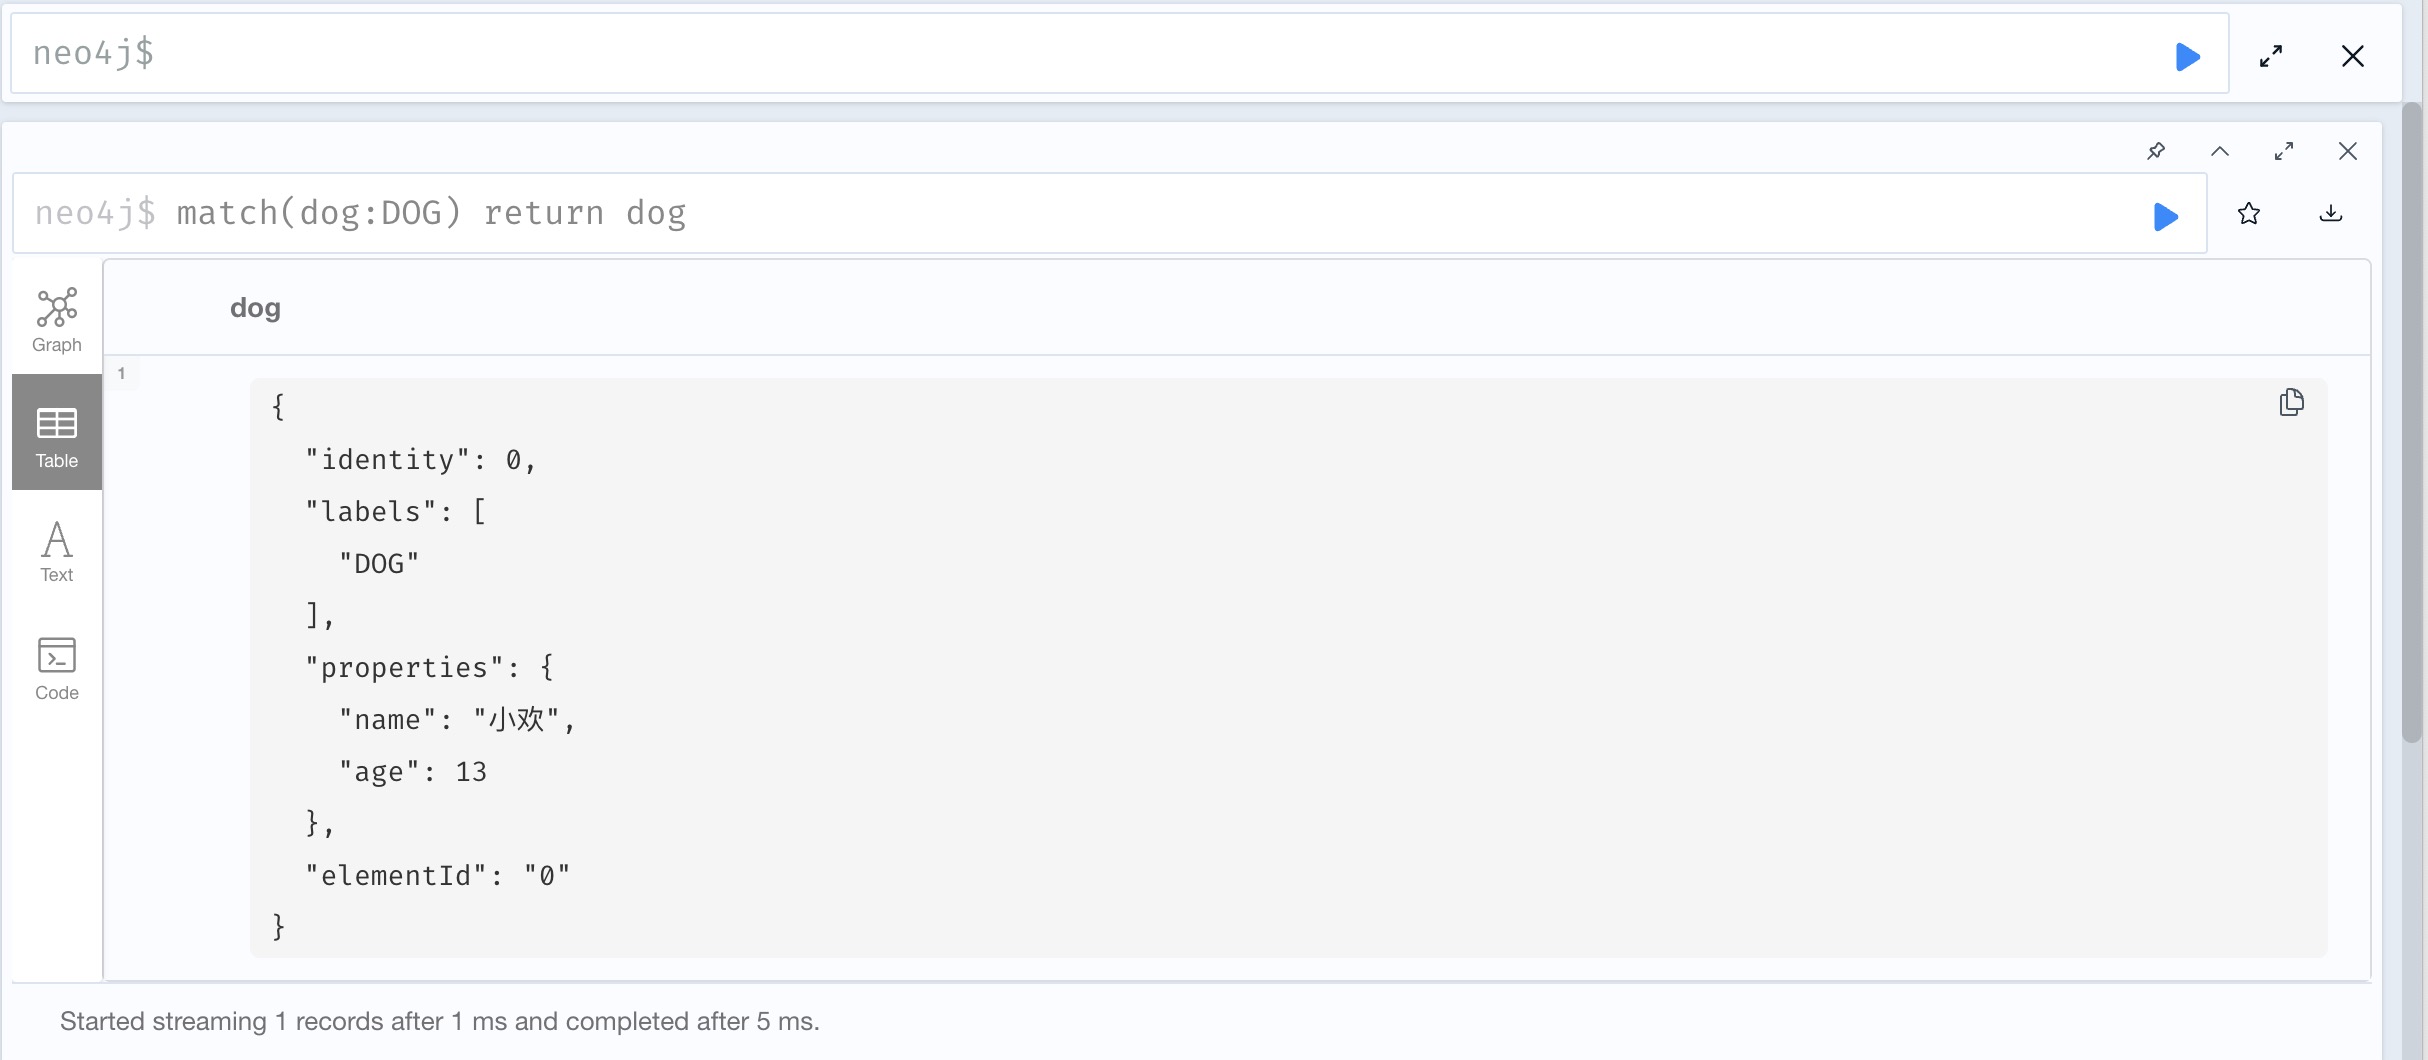 neo4j$
neo4j$ match(dog:DOG) return dog
Graph
Table
Text
Code
dog
1
{
"identity": 0,
"labels": [
"DOG"
],
"properties": {
"name": "小欢",
"age": 13
},
"elementId": "0"
}
Started streaming 1 records after 1 ms and completed after 5 ms.